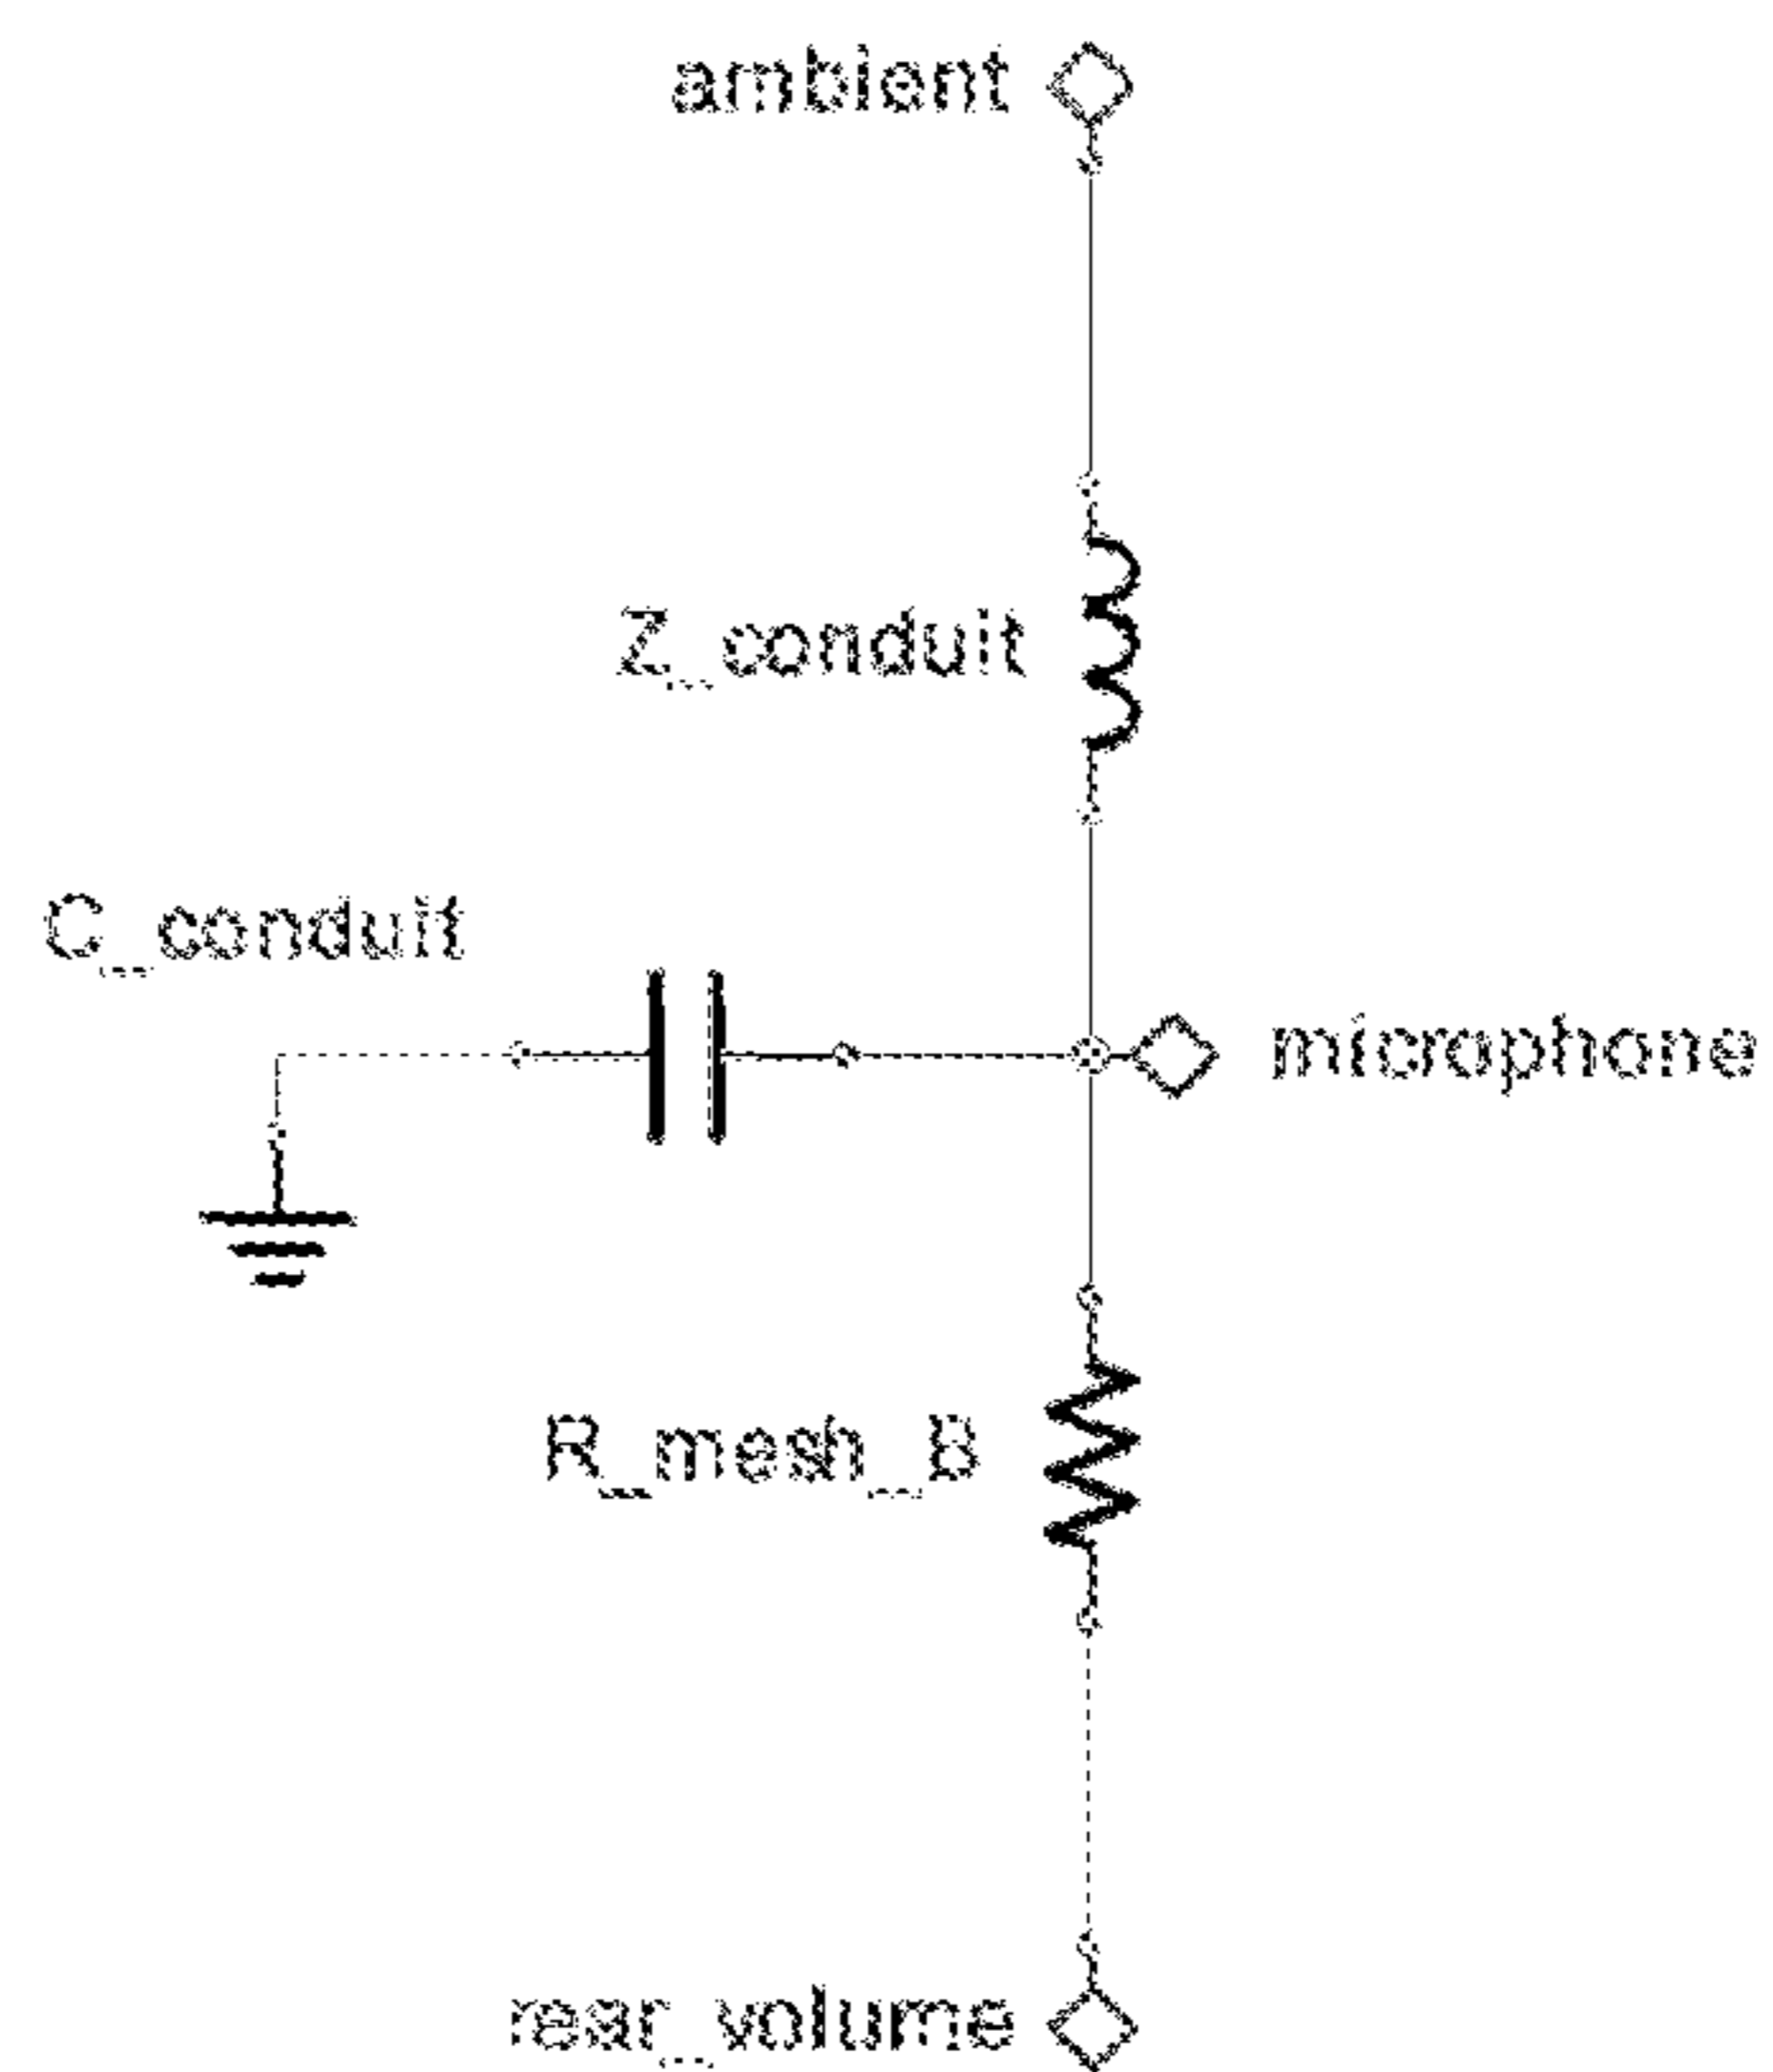 ambient
Z_conduit
C_conduit
microphone
R_mesh_B
rear_volume